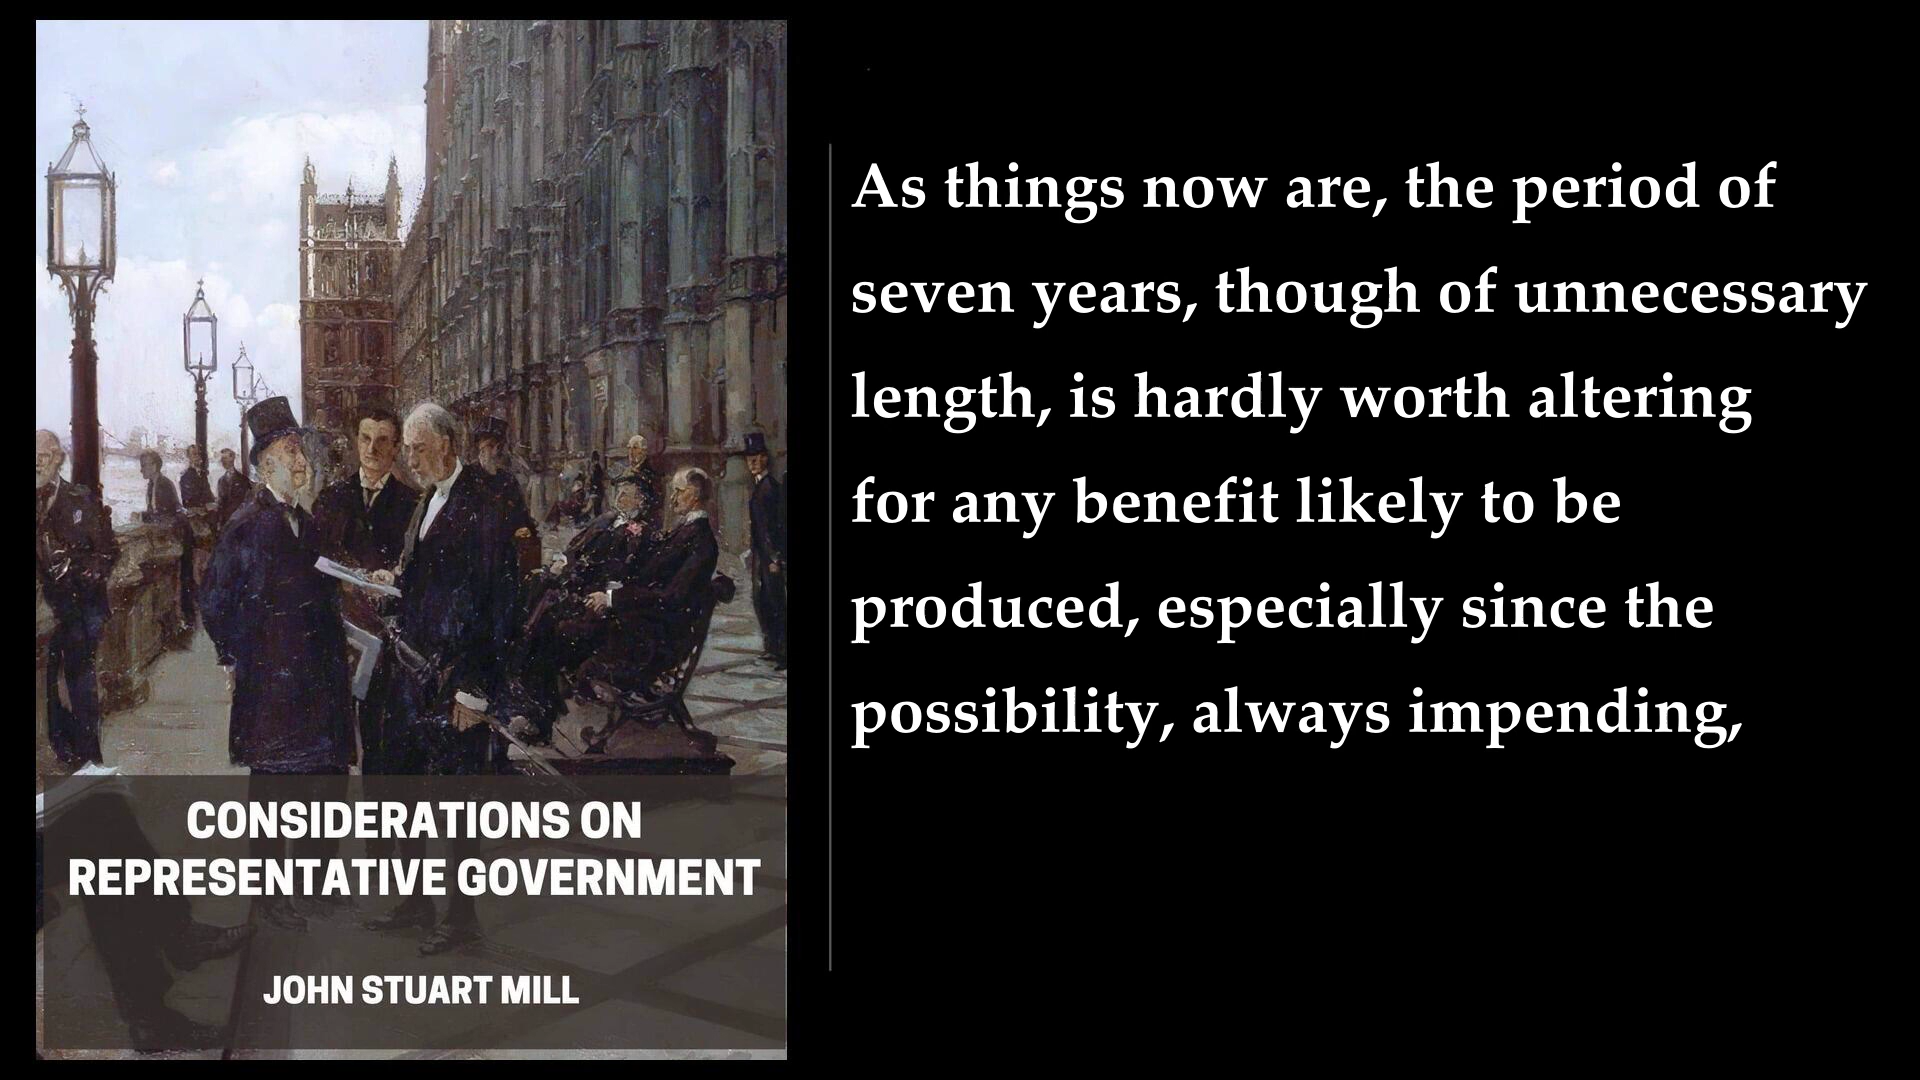 As things now are, the period of
seven years, though of unnecessary
length, is hardly worth altering
for any benefit likely to be
produced, especially since the
possibility, always impending,
CONSIDERATIONS ON
REPRESENTATIVE GOVERNMENT
JOHN STUART MILL